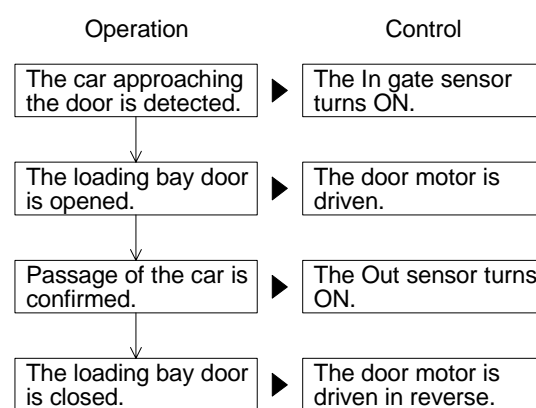 Operation
Control
The car approaching
the door is detected.
The In gate sensor
turns ON.
The loading bay door
is opened.
The door motor is
driven.
Passage of the car is
confirmed.
The Out sensor turns
ON.
The loading bay door
is closed.
The door motor is
driven in reverse.